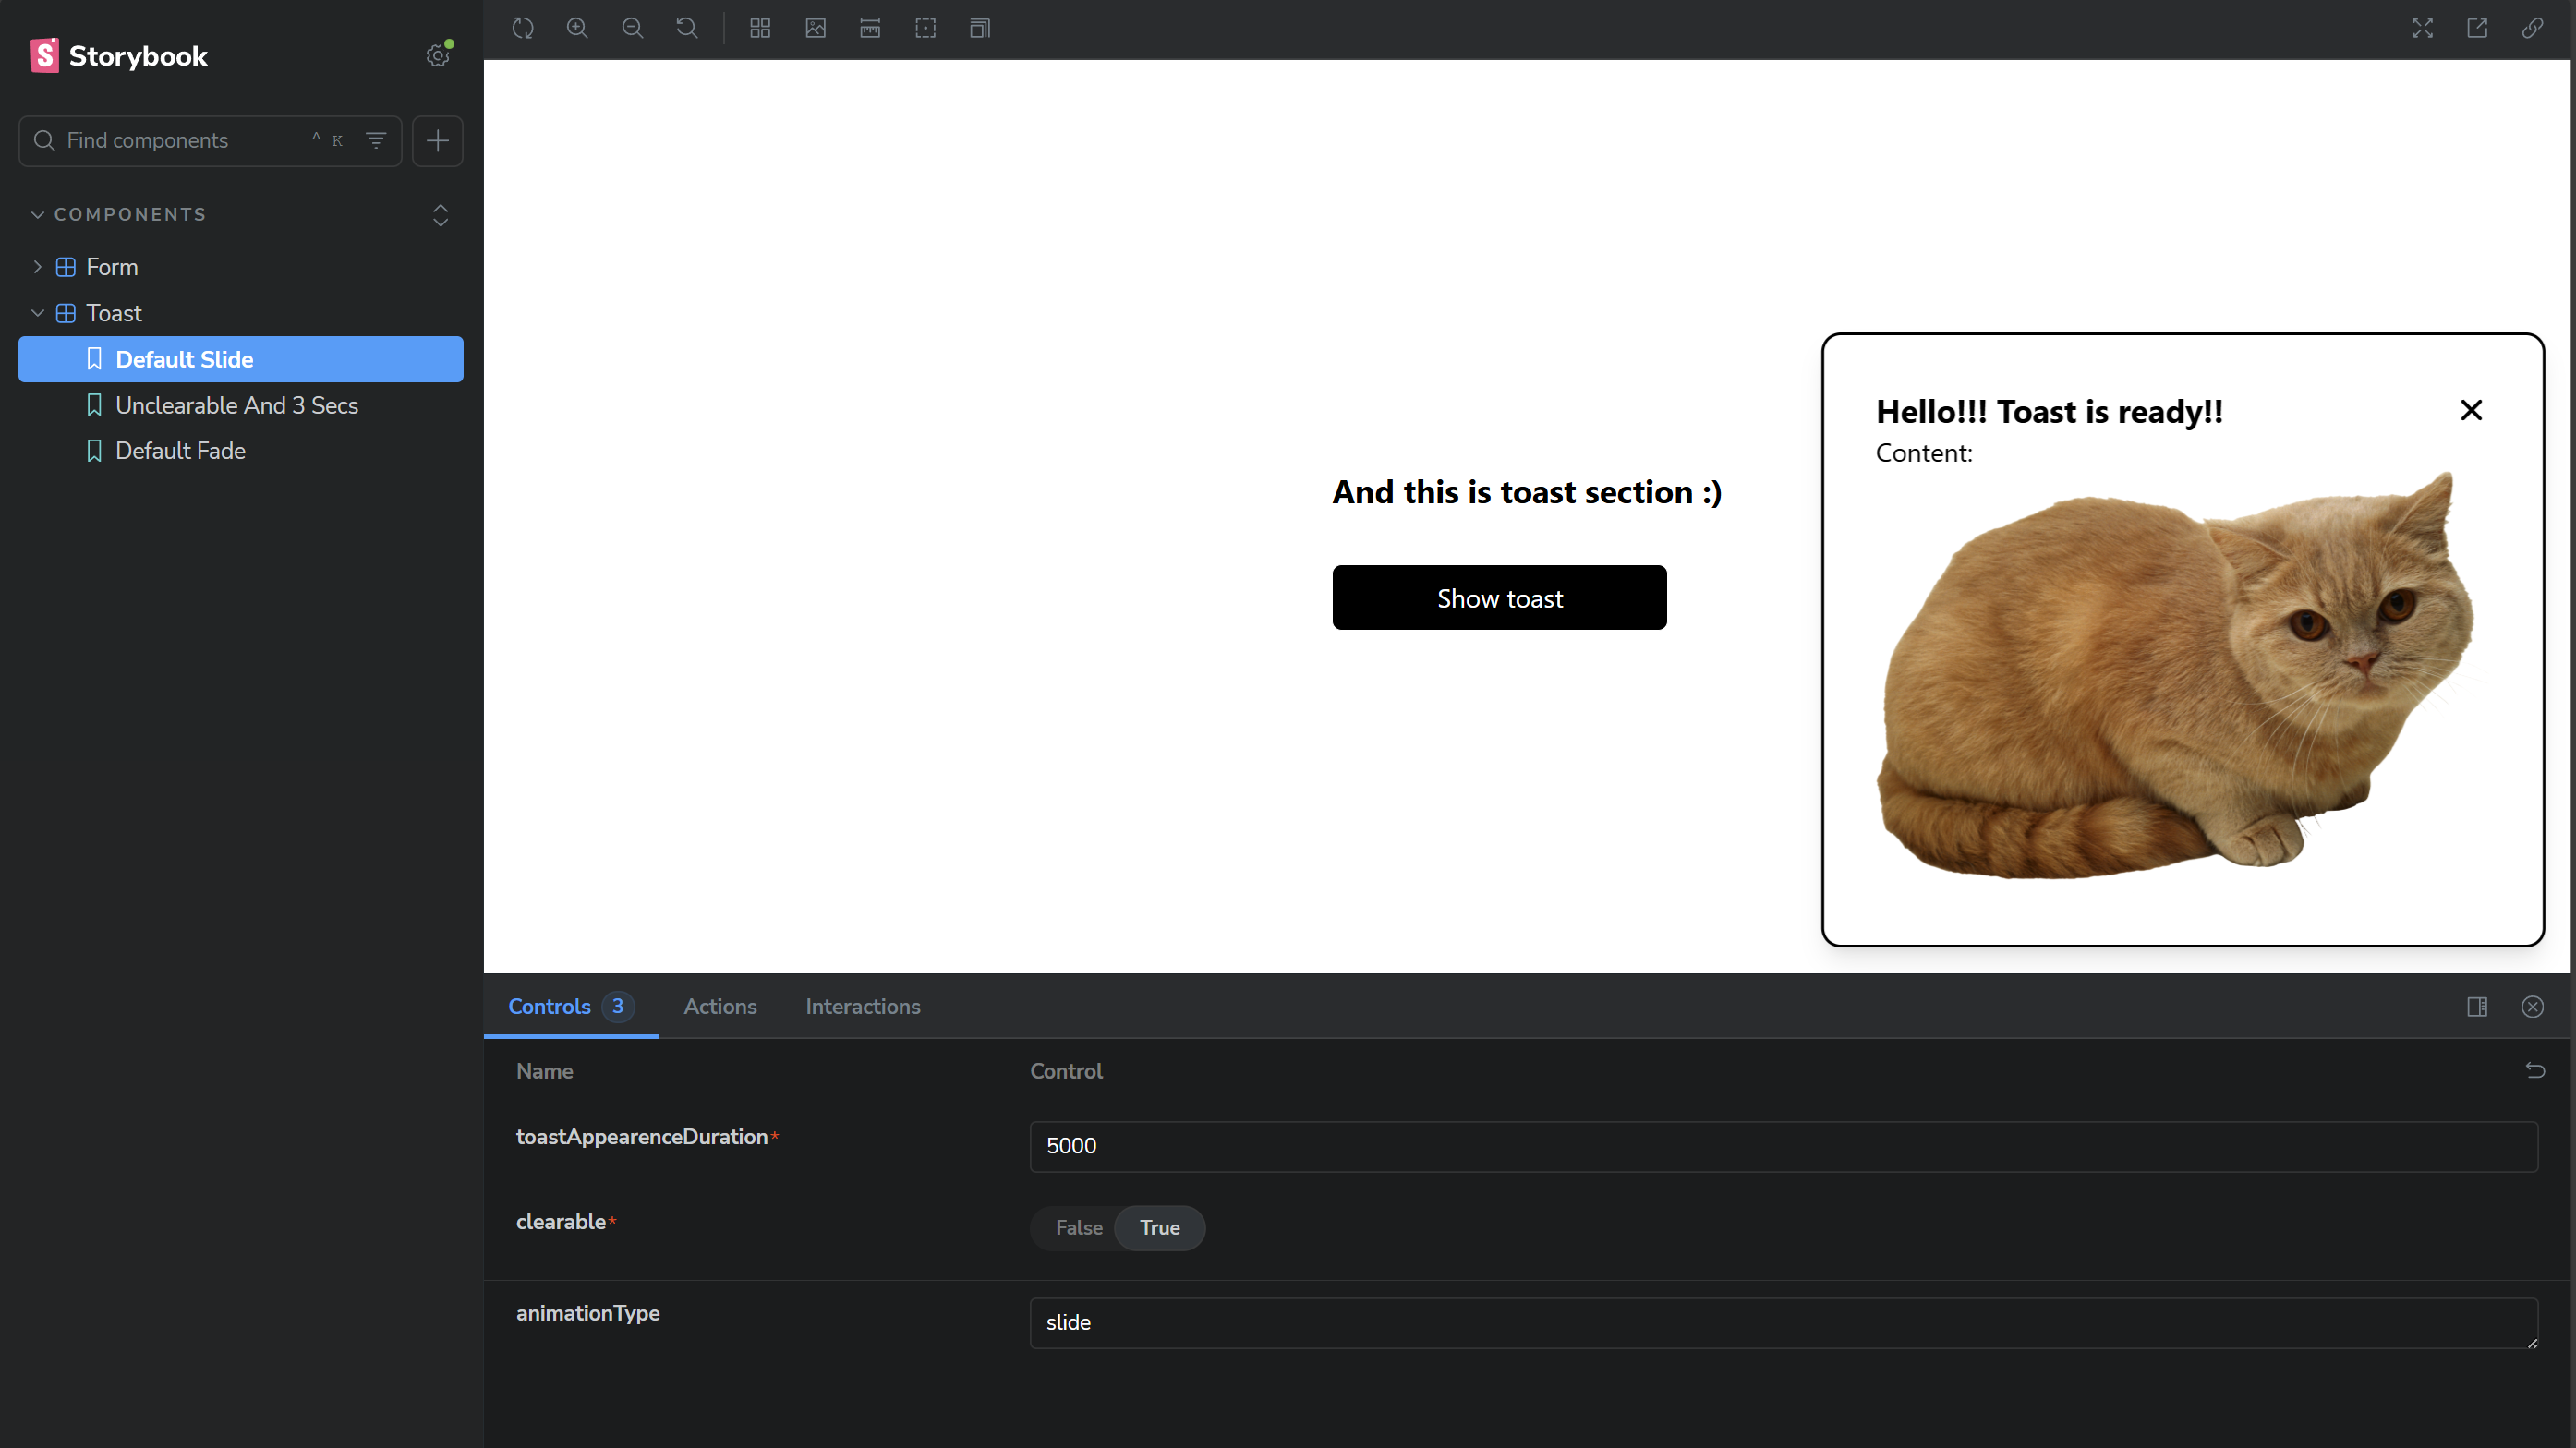 Storybook
Find components
^ K
COMPONENTS
Form
Toast
Default Slide
Unclearable And 3 Secs
Default Fade
And this is toast section :)
Show toast
Hello!!! Toast is ready!!
Content:
Controls 3 Actions Interactions
Name Control
toastAppearenceDuration* 5000
clearable* False True
animationType slide